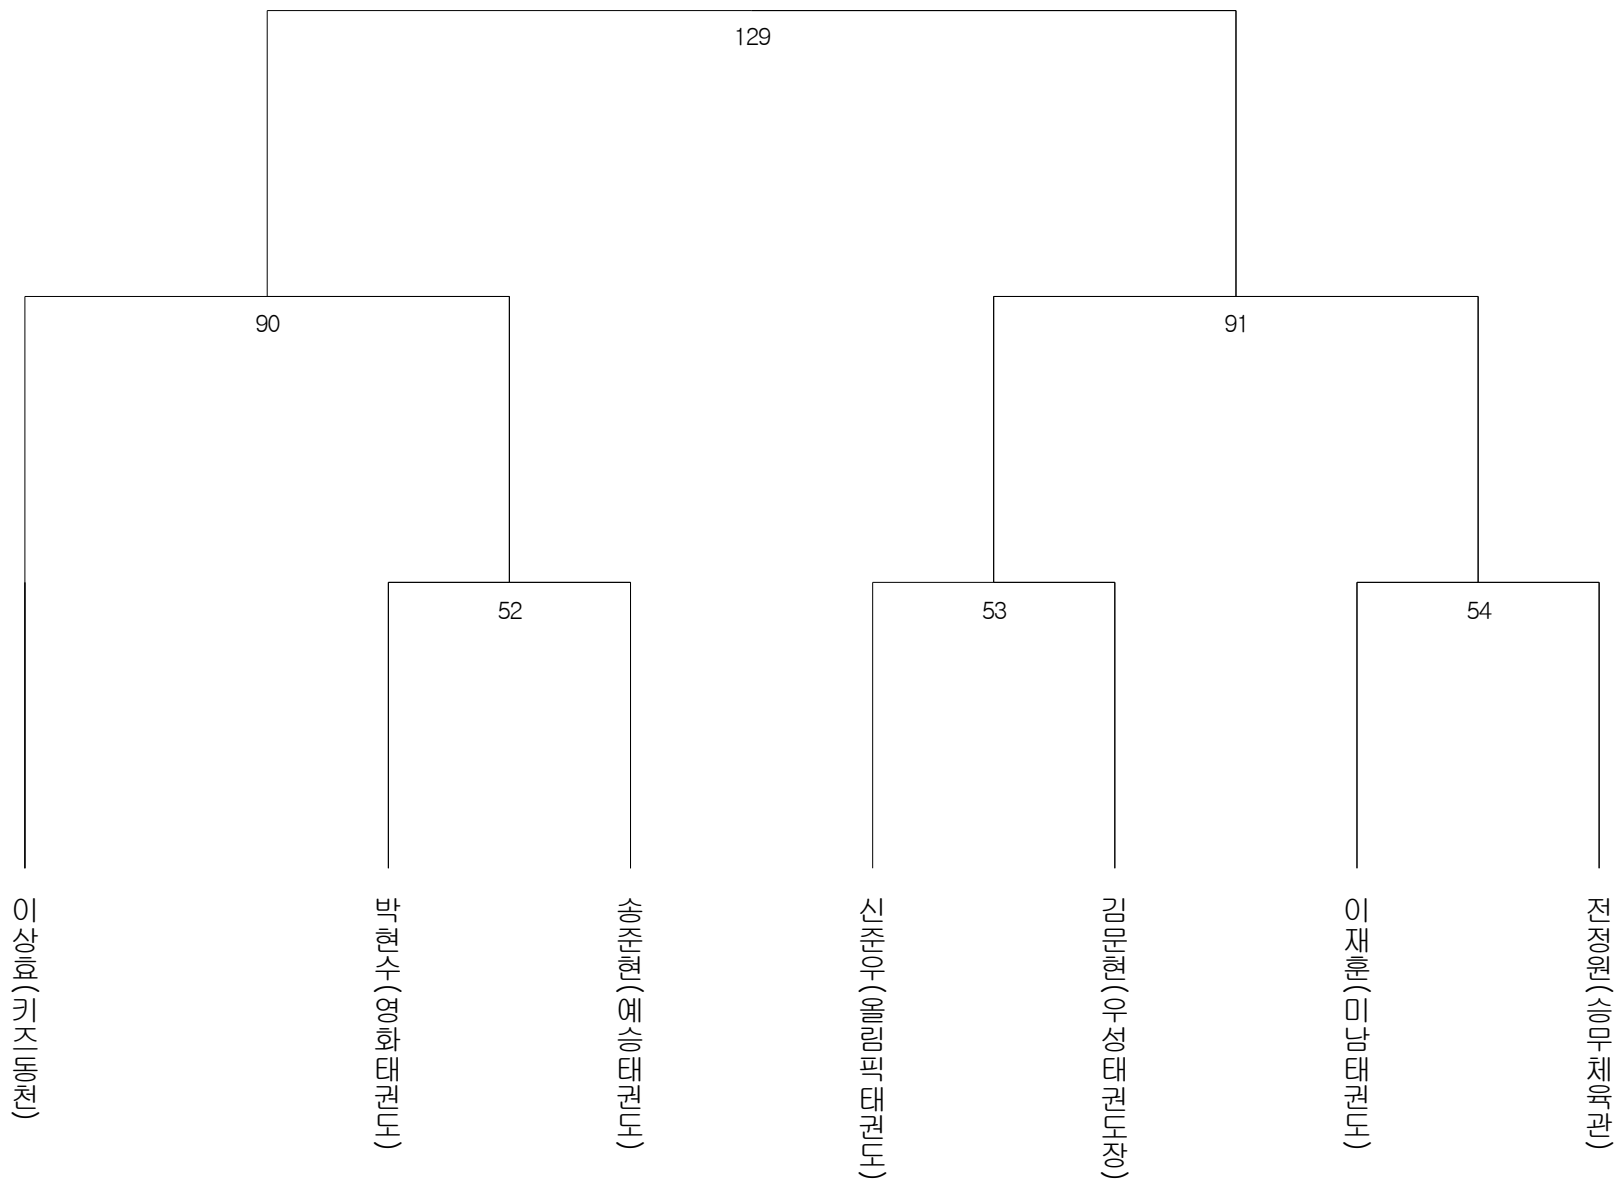 129
90
91
52
53
54
이상효(키즈동천)
박현수(영화태권도)
송준현(예승태권도)
신준우(올림픽태권도)
김문현(우성태권도장)
이재훈(미남태권도)
전정원(승무체육관)